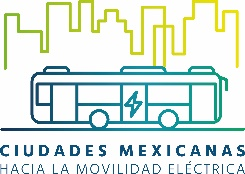 CIUDADES MEXICANAS
HACIA LA MOVILIDAD ELÉCTRICA